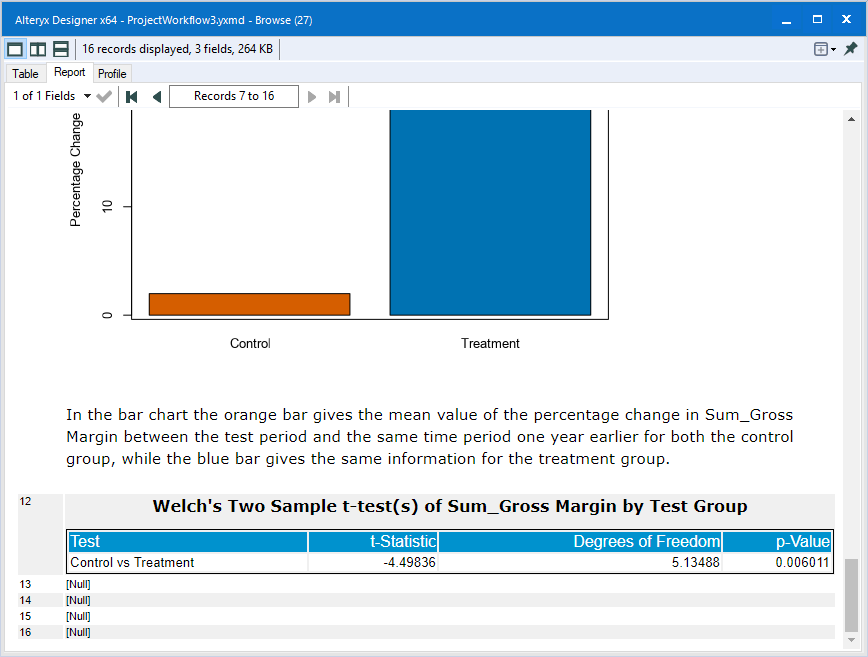 Alteryx Designer x64 - ProjectWorkflow3.yxmd - Browse (27)
16 records displayed, 3 fields, 264 KB
Table Report Profile
1 of 1 Fields Records 7 to 16
Percentage Change
10
0
Control Treatment
In the bar chart the orange bar gives the mean value of the percentage change in Sum_Gross
Margin between the test period and the same time period one year earlier for both the control
group, while the blue bar gives the same information for the treatment group.
12 Welch's Two Sample t-test(s) of Sum_Gross Margin by Test Group
Test t-Statistic Degrees of Freedom p-Value
Control vs Treatment -4.49836 5.13488 0.006011
13 [Null]
14 [Null]
15 [Null]
16 [Null]